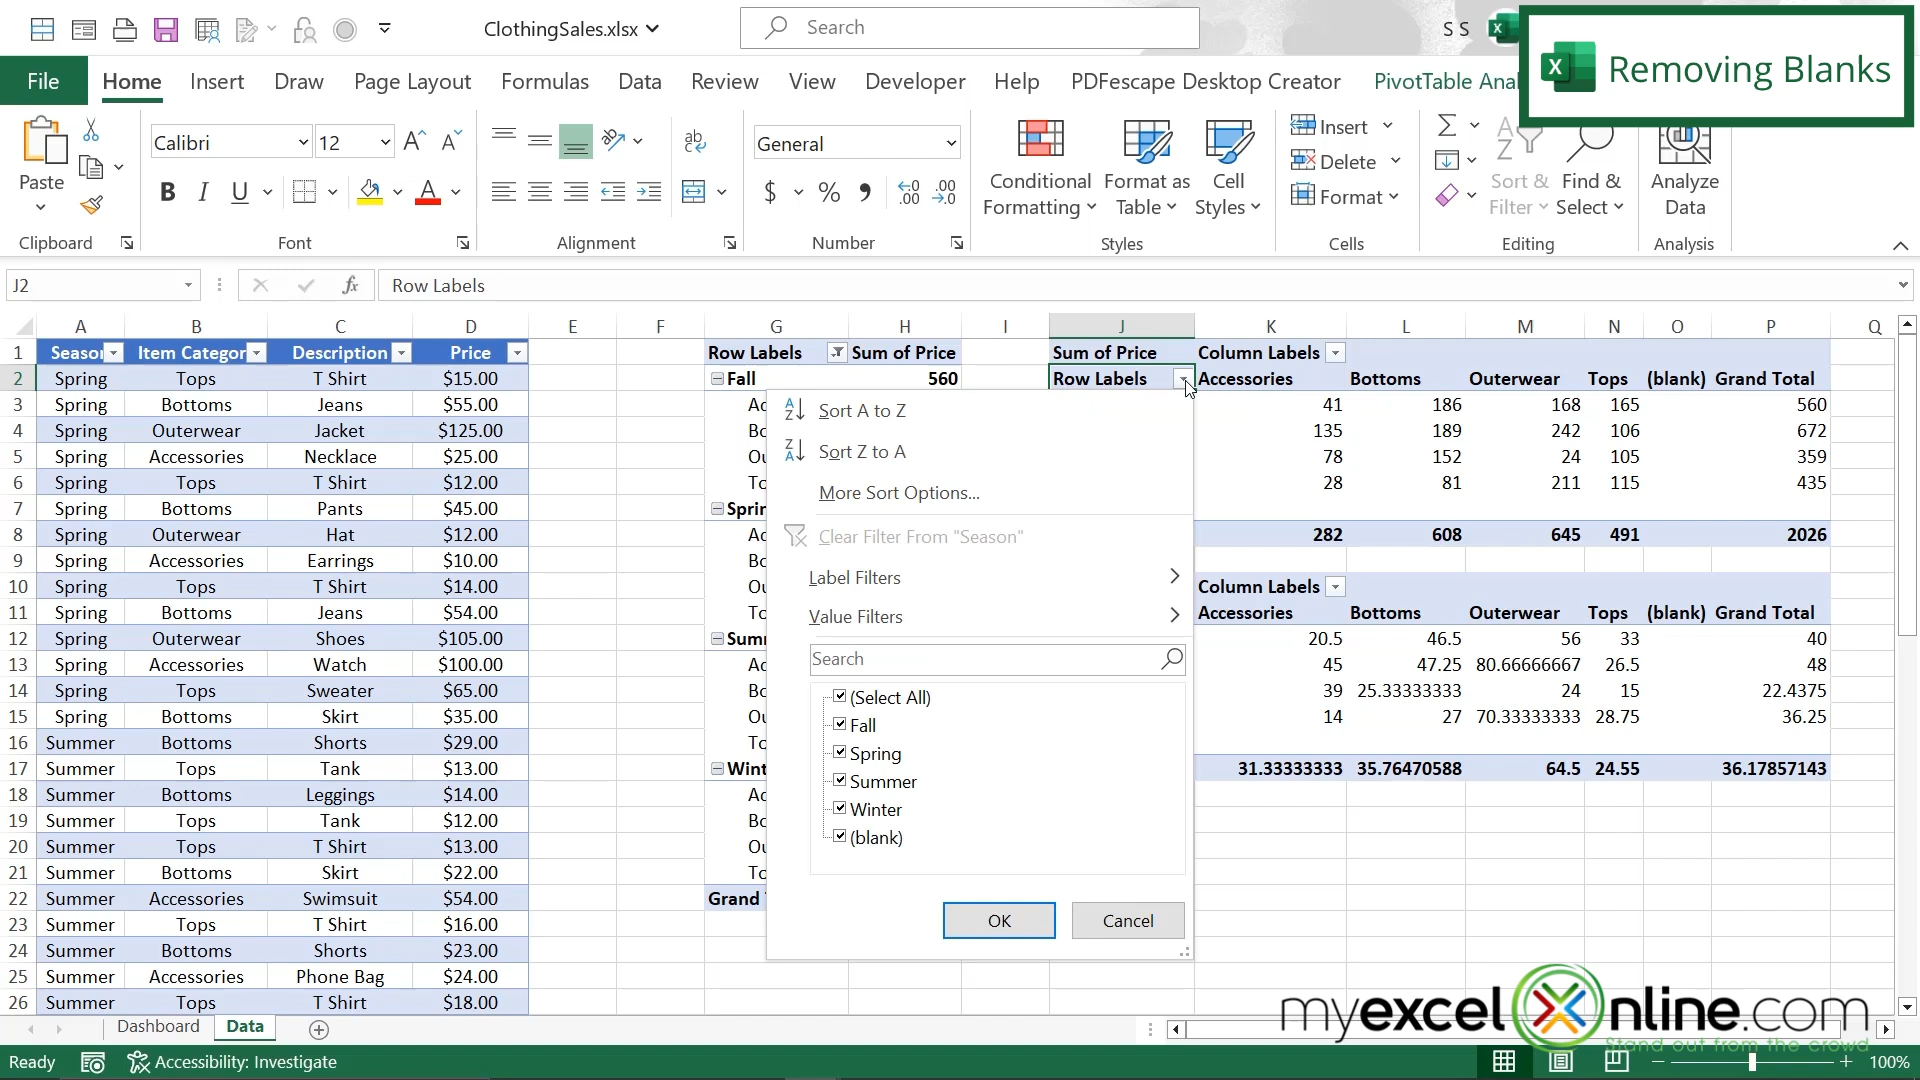 ClothingSales.xlsx
Search
S S
Removing Blanks
File Home Insert Draw Page Layout Formulas Data Review View Developer Help PDFescape Desktop Creator PivotTable Anal
Paste
Calibri 12
General
Conditional Formatting
Format as Table
Cell Styles
Insert
Delete
Format
Sort & Filter
Find & Select
Analyze Data
Clipboard Font Alignment Number Styles Cells Editing Analysis
J2 fx Row Labels
A B C D E F G H I J K L M N O P Q
1 Season Item Categor Description Price Row Labels Sum of Price Sum of Price Column Labels
2 Spring Tops T Shirt $15.00 Fall 560 Row Labels Accessories Bottoms Outerwear Tops (blank) Grand Total
3 Spring Bottoms Jeans $55.00 Ac 41 186 168 165 560
4 Spring Outerwear Jacket $125.00 Bo 135 189 242 106 672
5 Spring Accessories Necklace $25.00 Ou 78 152 24 105 359
6 Spring Tops T Shirt $12.00 To 28 81 211 115 435
7 Spring Bottoms Pants $45.00 Sprin
8 Spring Outerwear Hat $12.00 Ac 282 608 645 491 2026
9 Spring Accessories Earrings $10.00 Bo
10 Spring Tops T Shirt $14.00 Ou Column Labels
11 Spring Bottoms Jeans $54.00 To Accessories Bottoms Outerwear Tops (blank) Grand Total
12 Spring Outerwear Shoes $105.00 Sumn 20.5 46.5 56 33 40
13 Spring Accessories Watch $100.00 Ac 45 47.25 80.66666667 26.5 48
14 Spring Tops Sweater $65.00 Bo 39 25.33333333 24 15 22.4375
15 Spring Bottoms Skirt $35.00 Ou 14 27 70.33333333 28.75 36.25
16 Summer Bottoms Shorts $29.00 To
17 Summer Tops Tank $13.00 Wint 31.33333333 35.76470588 64.5 24.55 36.17857143
18 Summer Bottoms Leggings $14.00 Ac
19 Summer Tops Tank $12.00 Bo
20 Summer Tops T Shirt $13.00 Ou
21 Summer Bottoms Skirt $22.00 To
22 Summer Accessories Swimsuit $54.00 Grand
23 Summer Tops T Shirt $16.00
24 Summer Bottoms Shorts $23.00
25 Summer Accessories Phone Bag $24.00
26 Summer Tops T Shirt $18.00
Sort A to Z
Sort Z to A
More Sort Options...
Clear Filter From "Season"
Label Filters
Value Filters
Search
(Select All)
Fall
Spring
Summer
Winter
(blank)
OK Cancel
Dashboard Data
myexcelOnline.com
Stand out from the crowd
Ready Accessibility: Investigate 100%